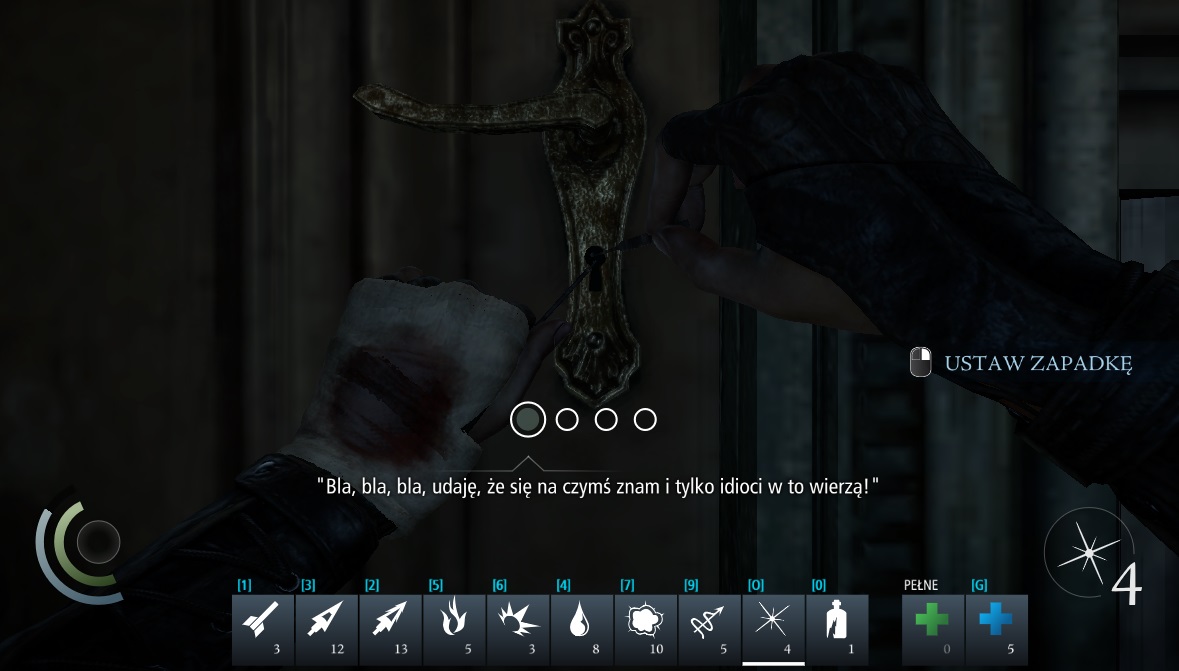 USTAW ZAPADKĘ
"Bla, bla, bla, udaję, że się na czymś znam i tylko idioci w to wierzą!"
4
[1] [3] [2] [5] [6] [4] [7] [9] [O] [0] PEŁNE [G]
3 12 13 5 3 8 10 5 4 1 0 5